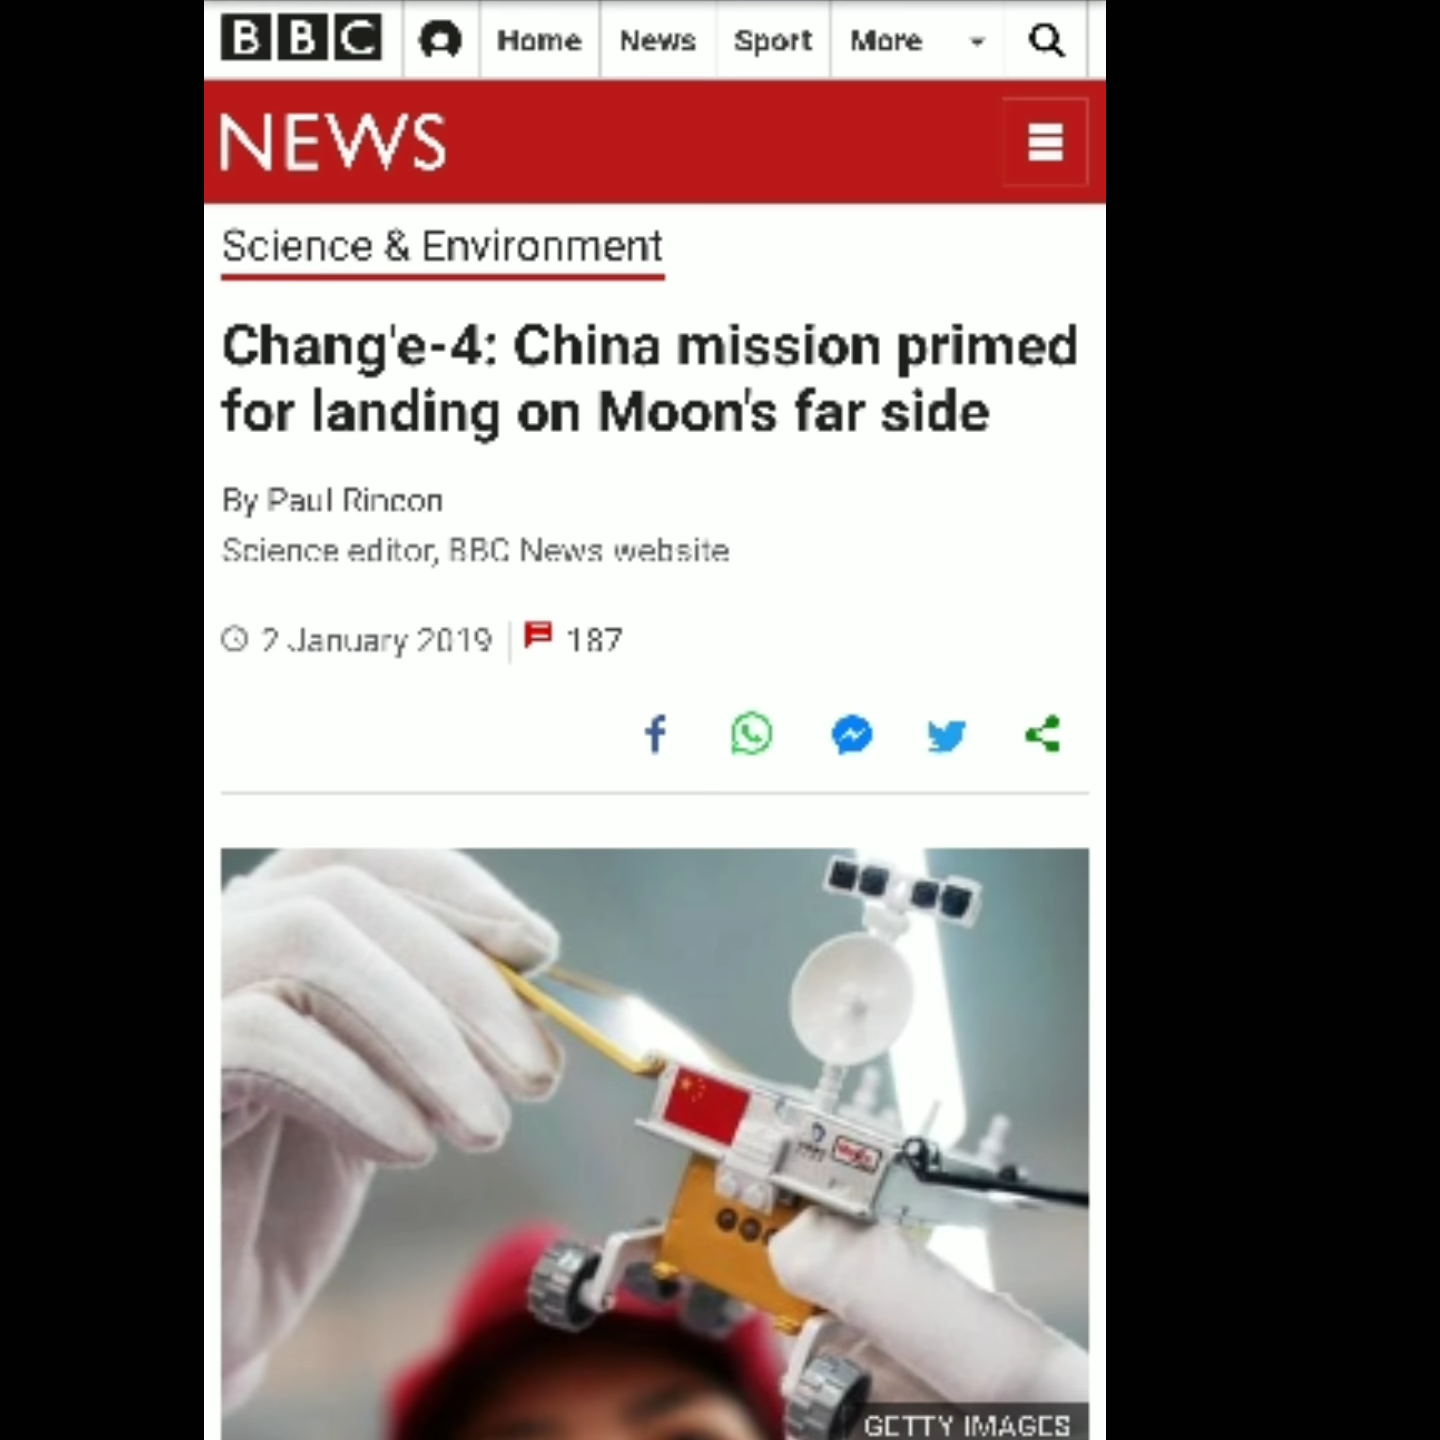 BBC Home News Sport More
NEWS
Science & Environment
Chang'e-4: China mission primed
for landing on Moon's far side
By Paul Rincon
Science editor, BBC News website
2 January 2019 187
GETTY IMAGES